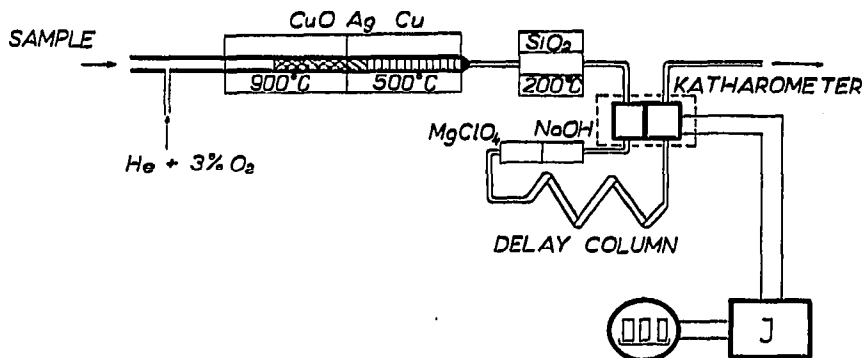 CuO Ag Cu
SAMPLE
900°C 500°C
SiO₂
200°C
KATHAROMETER
He + 3% O₂
MgClO₄ NaOH
DELAY COLUMN
J